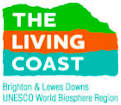 THE
LIVING
COAST
Brighton & Lewes Downs
UNESCO World Biosphere Region